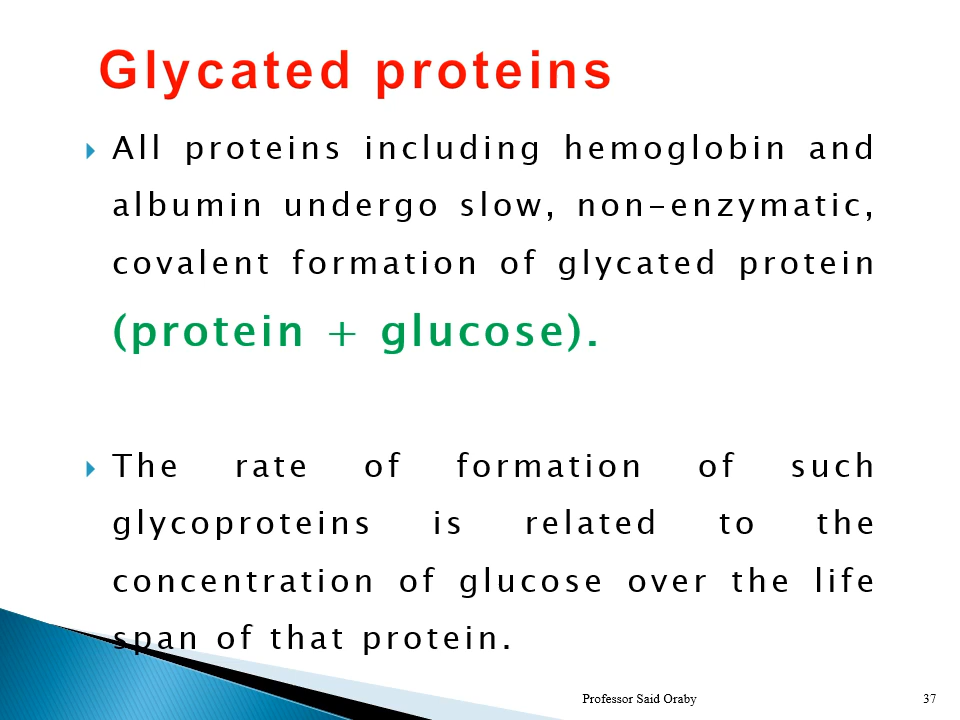 Glycated proteins
All proteins including hemoglobin and
albumin undergo slow, non-enzymatic,
covalent formation of glycated protein
(protein + glucose).
The rate of formation of such
glycoproteins is related to the
concentration of glucose over the life
span of that protein.
Professor Said Oraby 37